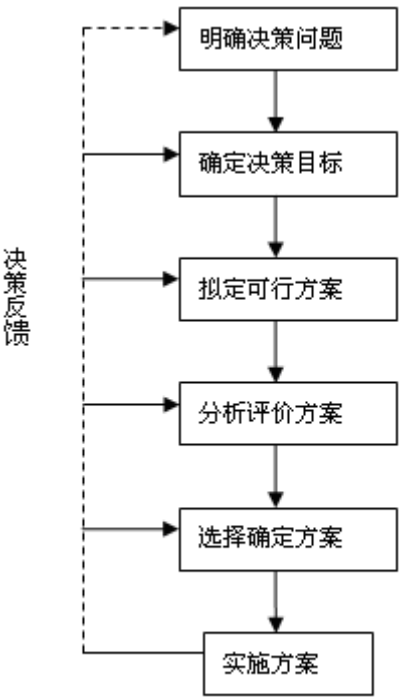 明确决策问题
确定决策目标
拟定可行方案
分析评价方案
选择确定方案
实施方案
决策反馈